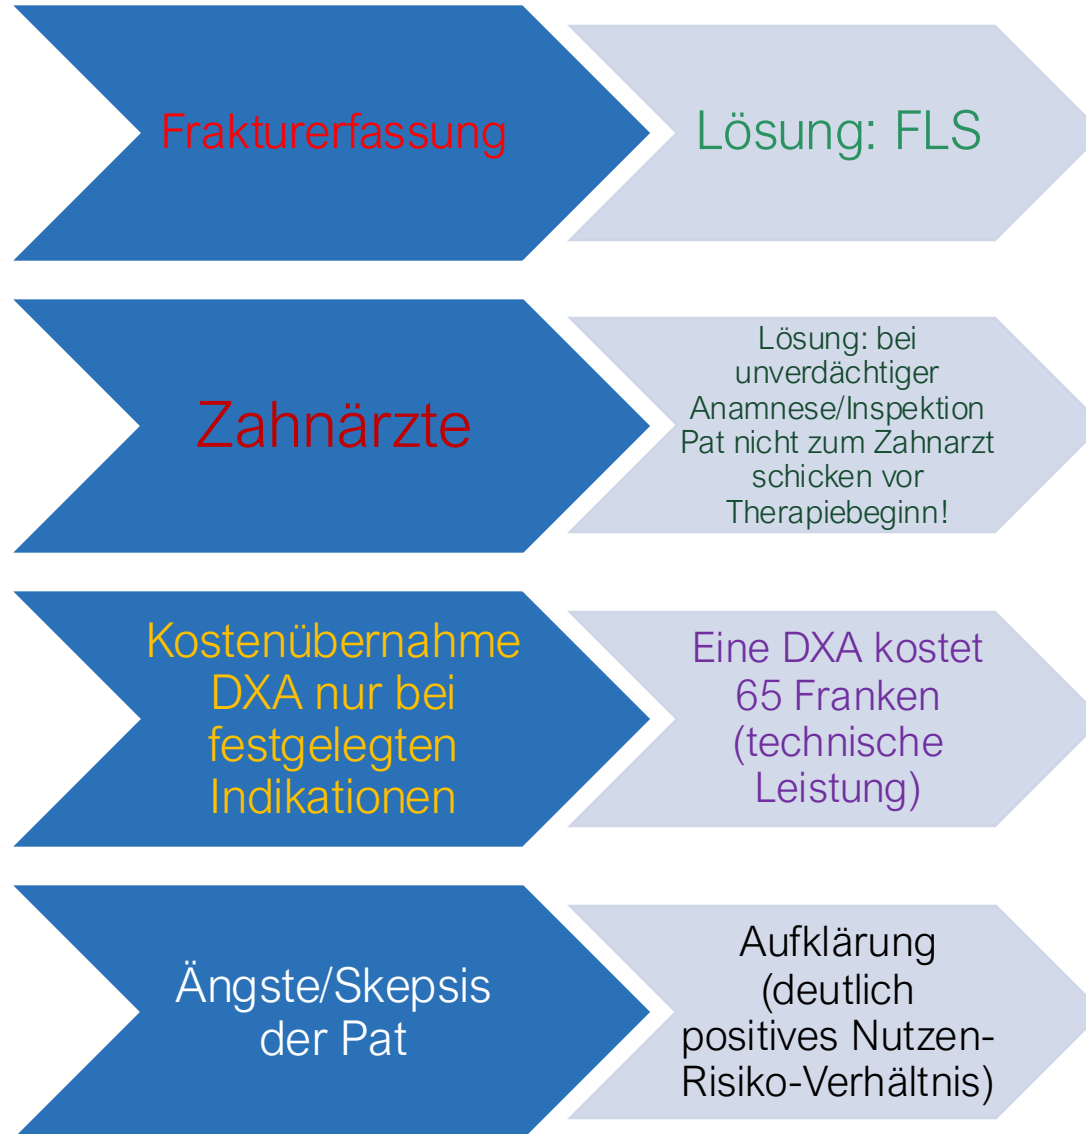 Frakturerfassung
Lösung: FLS
Zahnärzte
Lösung: bei
unverdächtiger
Anamnese/Inspektion
Pat nicht zum Zahnarzt
schicken vor
Therapiebeginn!
Kostenübernahme
DXA nur bei
festgelegten
Indikationen
Eine DXA kostet
65 Franken
(technische
Leistung)
Ängste/Skepsis
der Pat
Aufklärung
(deutlich
positives Nutzen-
Risiko-Verhältnis)